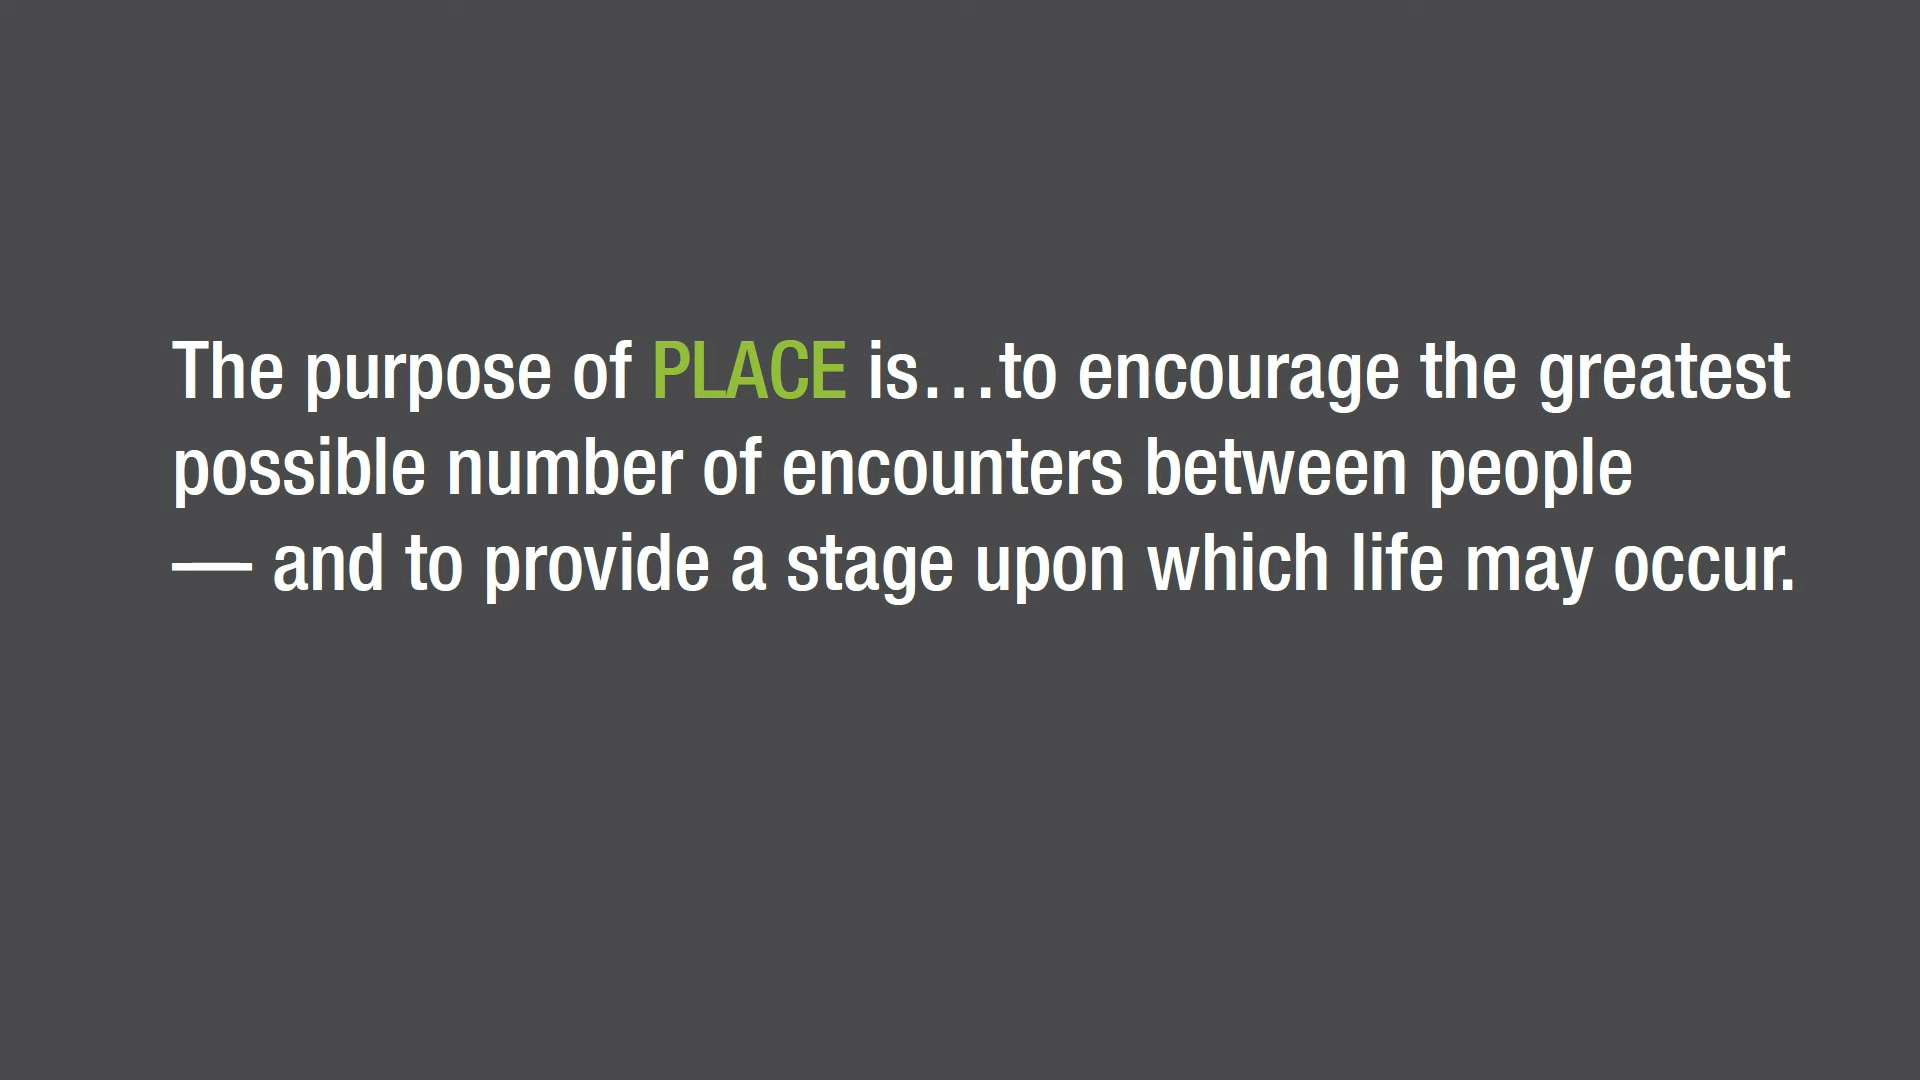 The purpose of PLACE is…to encourage the greatest
possible number of encounters between people
— and to provide a stage upon which life may occur.